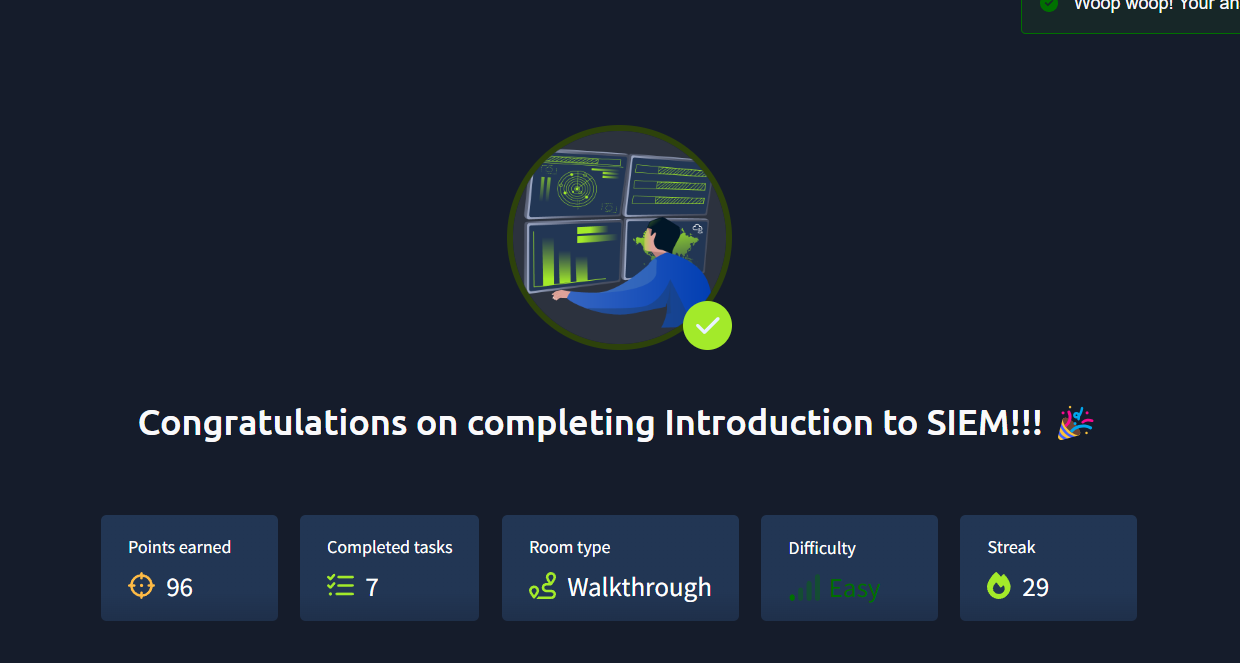 Woop woop! Your an
Congratulations on completing Introduction to SIEM!!! 🎉
Points earned
96
Completed tasks
7
Room type
Walkthrough
Difficulty
Easy
Streak
29